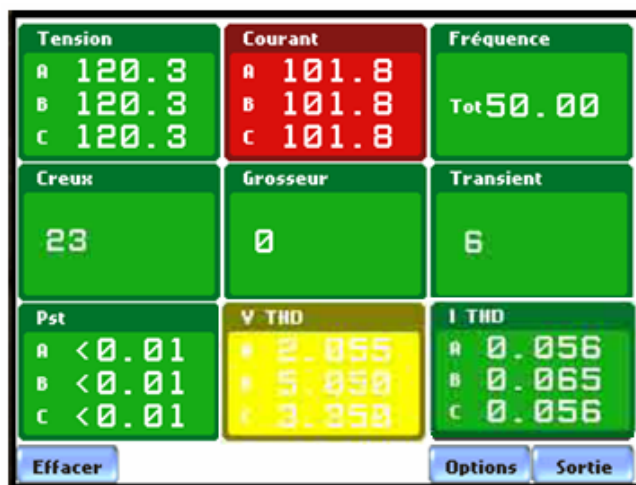 Tension
A 120.3
B 120.3
C 120.3
Courant
A 101.8
B 101.8
C 101.8
Fréquence
Tot 50.00
Creux
23
Grosseur
0
Transient
6
Pst
A <0.01
B <0.01
C <0.01
V THD
A 2.055
B 5.050
C 3.350
I THD
A 0.056
B 0.065
C 0.056
Effacer
Options
Sortie